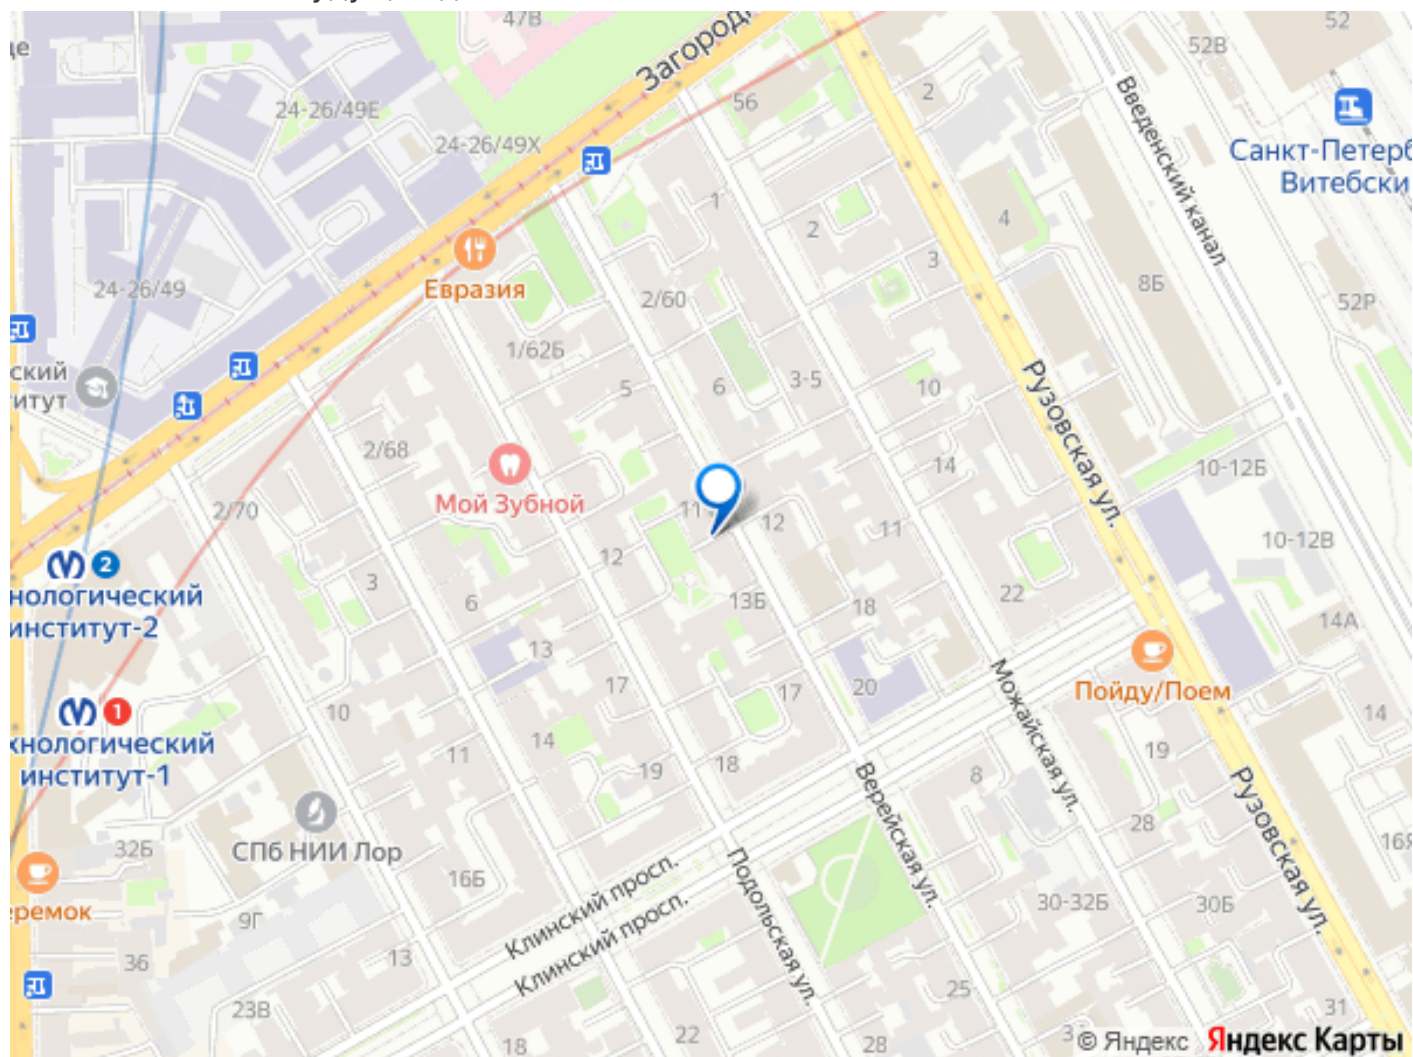 47В
52
52В
Загородн
24-26/49Е
56
2
24-26/49Х
Введенский канал
Санкт-Петерб
Витебски
1
2
4
3
8Б
24-26/49
Евразия
2/60
52Р
ский
итут
1/62Б
5
6
3-5
10
Рузовская ул.
2/68
14
10-12Б
Мой Зубной
2/70
11
12
11
10-12В
2
нологический
институт-2
3
12
6
13Б
18
22
14А
13
17
17
20
Можайская ул.
Пойду/Поем
1
хнологический
институт-1
10
11
14
19
18
Верейская ул.
8
19
14
28
Рузовская ул.
32Б
СПб НИИ Лор
16Б
Клинский просп.
Клинский просп.
Подольская ул.
30-32Б
30Б
16Я
еремок
9Г
36
13
23В
25
22
18
28
31
3
© Яндекс Яндекс Карты